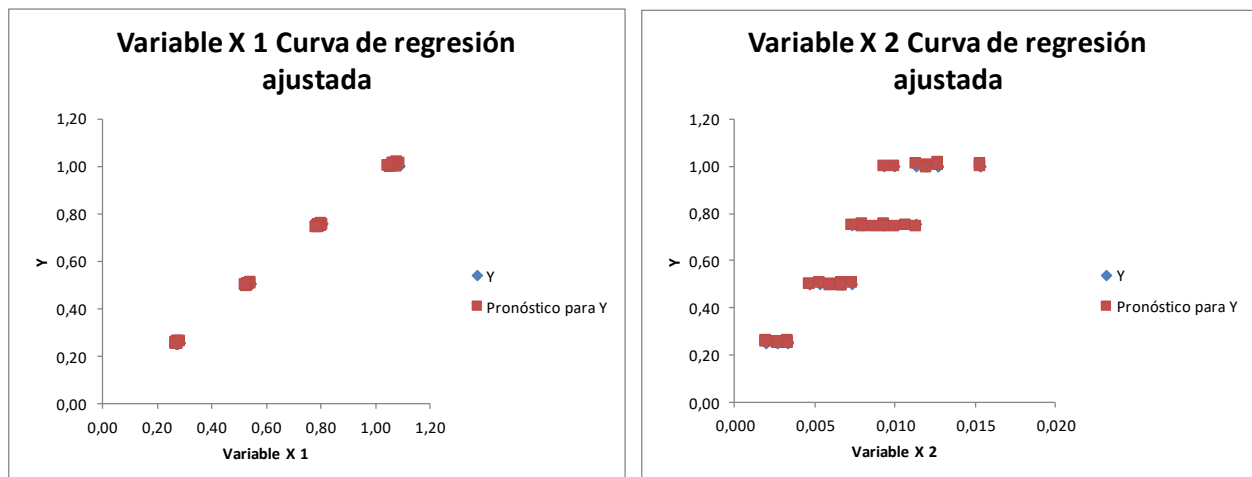 Variable X 1 Curva de regresión
ajustada
1,20
1,00
0,80
0,60
0,40
0,20
0,00
Y
0,00 0,20 0,40 0,60 0,80 1,00 1,20
Variable X 1
Y
Pronóstico para Y
Variable X 2 Curva de regresión
ajustada
1,20
1,00
0,80
0,60
0,40
0,20
0,00
Y
0,000 0,005 0,010 0,015 0,020
Variable X 2
Y
Pronóstico para Y